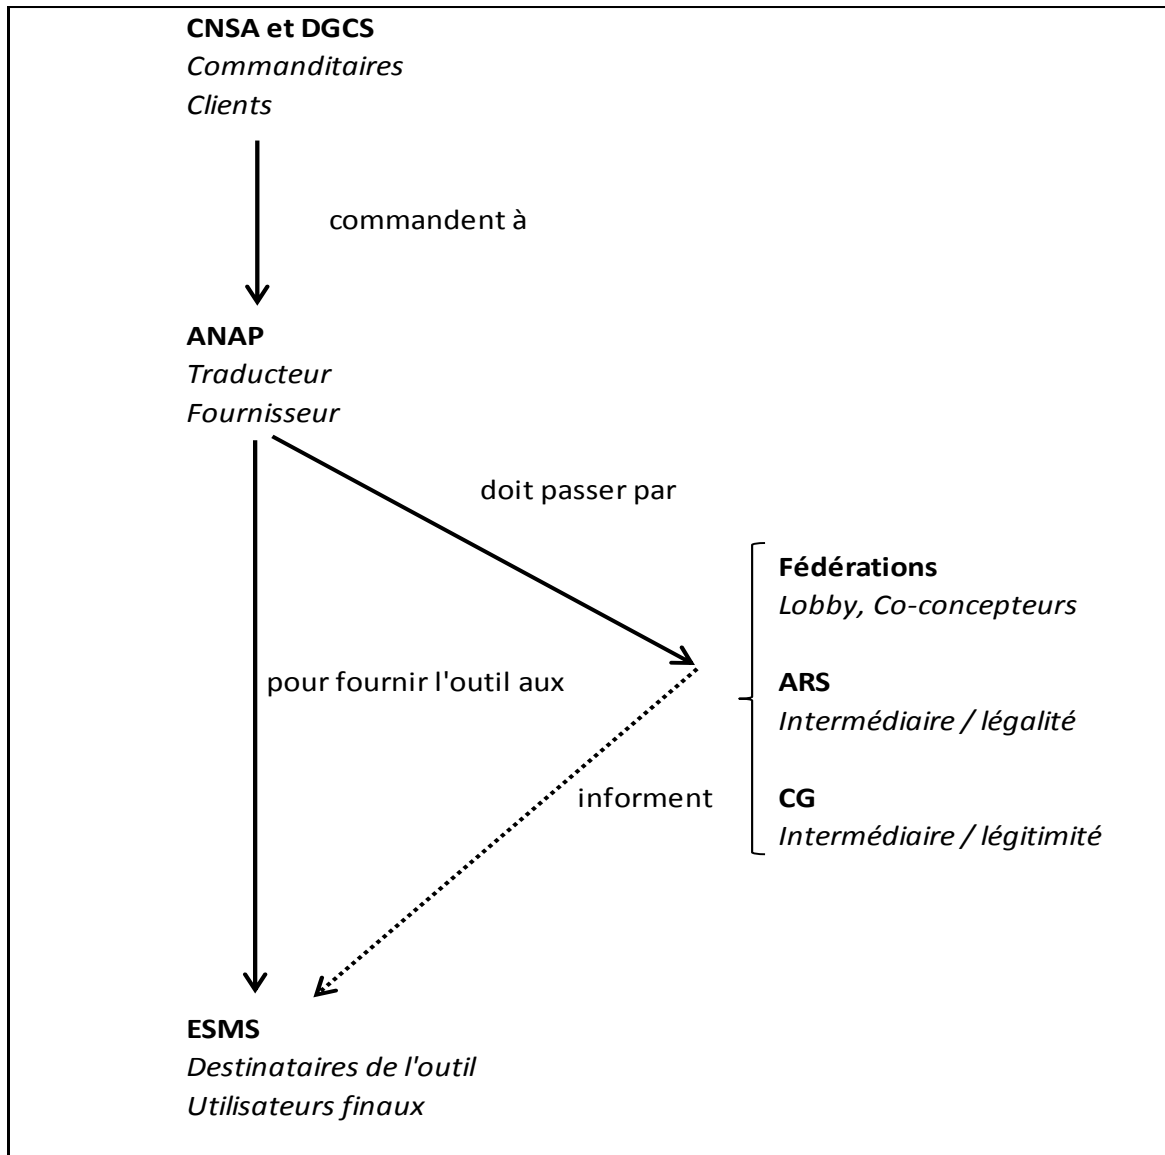 CNSA et DGCS
Commanditaires
Clients
commandent à
ANAP
Traducteur
Fournisseur
doit passer par
Fédérations
Lobby, Co-concepteurs
ARS
Intermédiaire / légalité
CG
Intermédiaire / légitimité
pour fournir l'outil aux
informent
ESMS
Destinataires de l'outil
Utilisateurs finaux